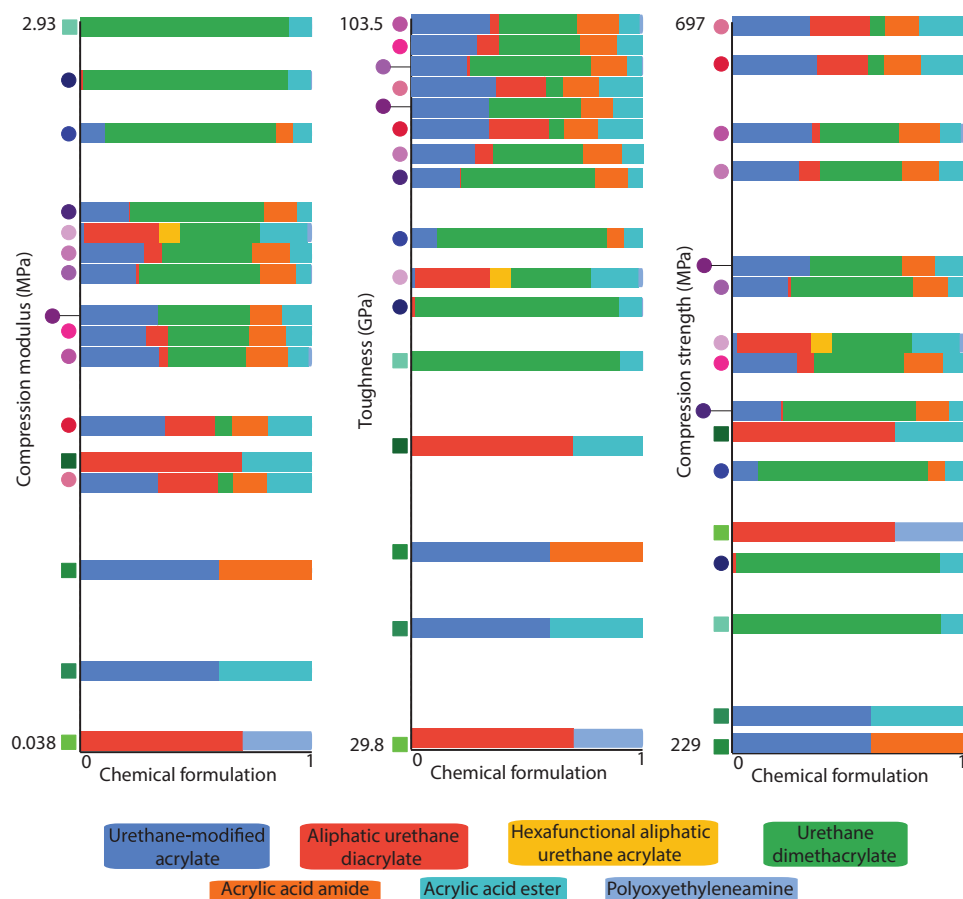 2.93
Compression modulus (MPa)
0.038
0
1
Chemical formulation
103.5
Toughness (GPa)
29.8
0
1
Chemical formulation
697
Compression strength (MPa)
229
0
1
Chemical formulation
Urethane-modified
acrylate
Aliphatic urethane
diacrylate
Hexafunctional aliphatic
urethane acrylate
Urethane
dimethacrylate
Acrylic acid amide
Acrylic acid ester
Polyoxyethyleneamine